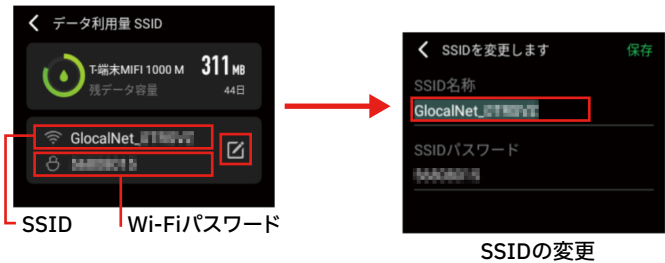 データ利用量 SSID
T-端末MIFI 1000 M
311 MB
残データ容量
44日
GlocalNet_
SSID
Wi-Fiパスワード
SSIDを変更します
保存
SSID名称
GlocalNet_
SSIDパスワード
SSIDの変更